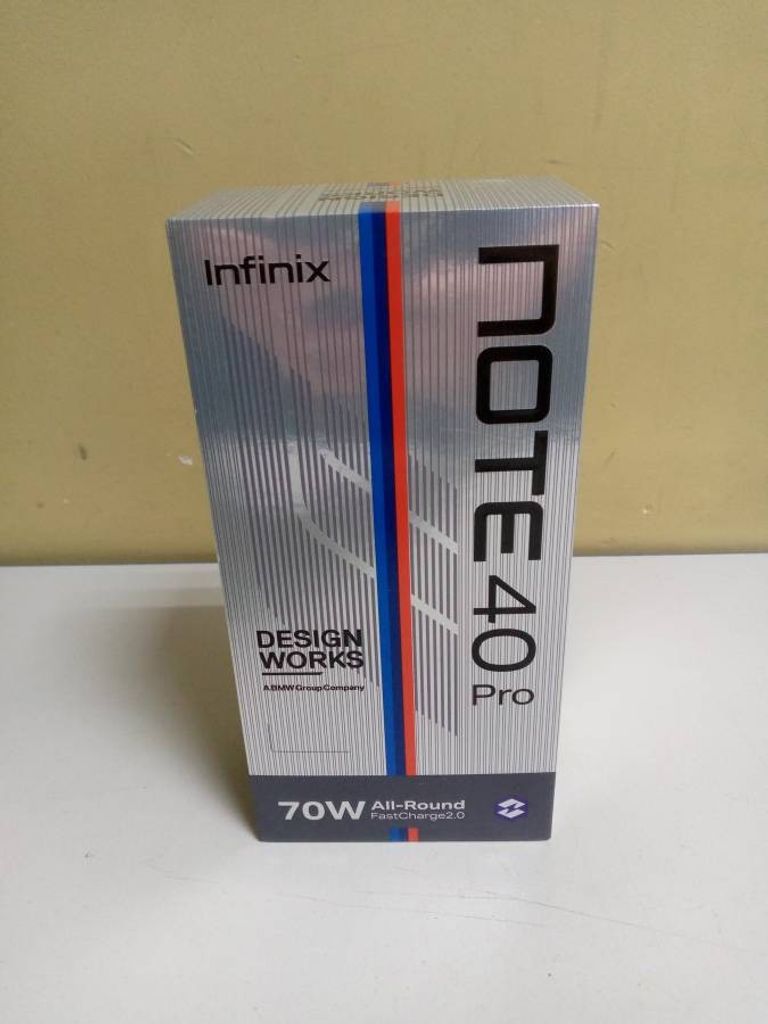 Infinix
NOTE 40
Pro
DESIGN
WORKS
A BMW Group Company
70W All-Round
FastCharge2.0